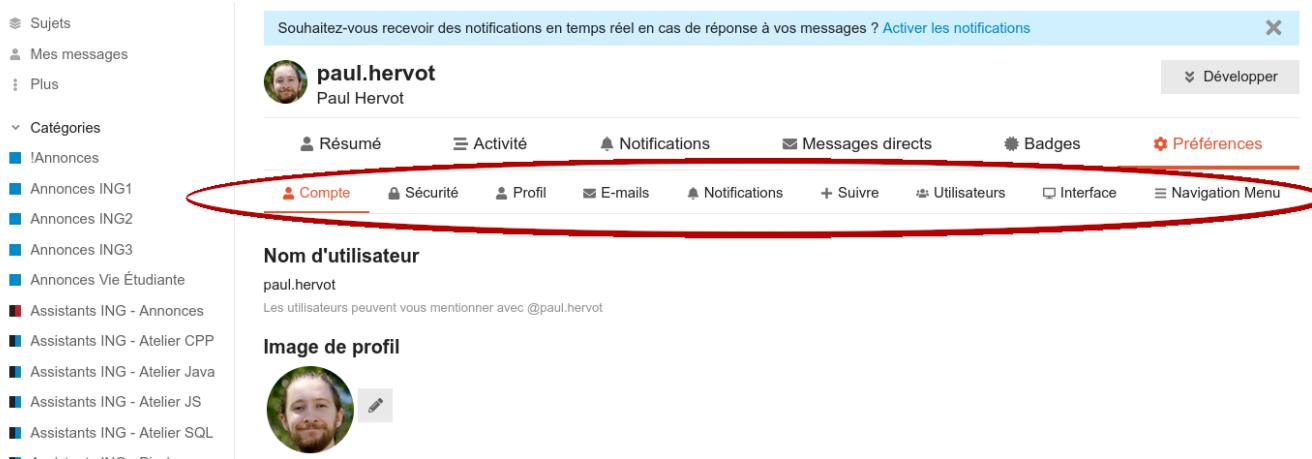 Sujets
Mes messages
Plus
Catégories
!Annonces
Annonces ING1
Annonces ING2
Annonces ING3
Annonces Vie Étudiante
Assistants ING - Annonces
Assistants ING - Atelier CPP
Assistants ING - Atelier Java
Assistants ING - Atelier JS
Assistants ING - Atelier SQL
Souhaitez-vous recevoir des notifications en temps réel en cas de réponse à vos messages ? Activer les notifications
paul.hervot
Paul Hervot
Développer
Résumé Activité Notifications Messages directs Badges Préférences
Compte Sécurité Profil E-mails Notifications Suivre Utilisateurs Interface Navigation Menu
Nom d'utilisateur
paul.hervot
Les utilisateurs peuvent vous mentionner avec @paul.hervot
Image de profil